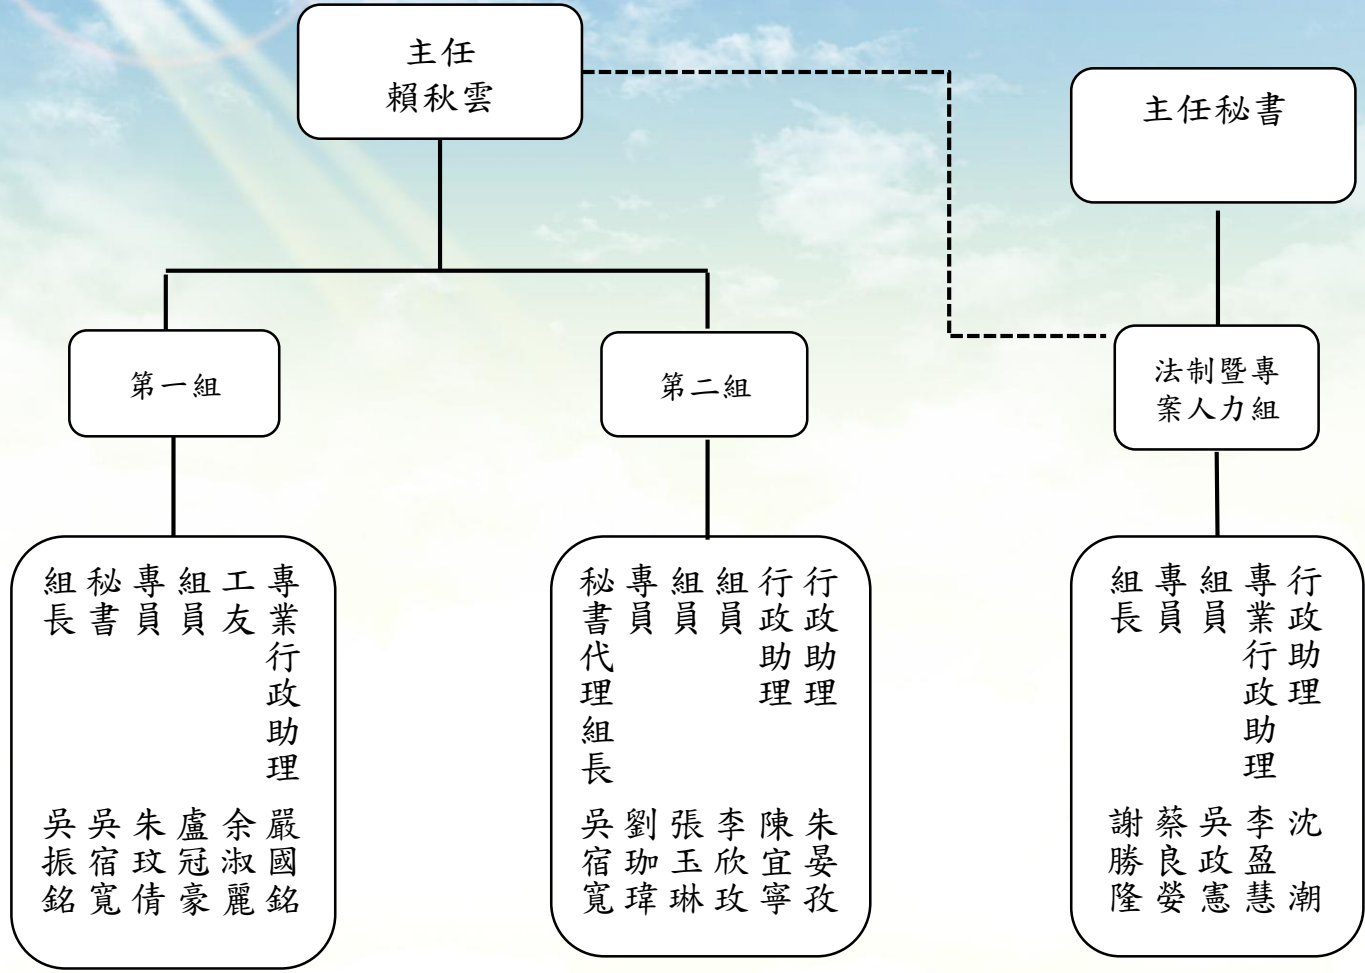 主任
賴秋雲
主任秘書
第一組
第二組
法制暨專
案人力組
組長 吳振銘
秘書 吳宿寬
專員 朱玟倩
組員 盧冠豪
工友 余淑麗
專業行政助理 嚴國銘
秘書代理組長 吳宿寬
專員 劉珈瑋
組員 張玉琳
組員 李欣玫
行政助理 陳宜寧
行政助理 朱晏孜
組長 謝勝隆
專員 蔡良塋
組員 吳政憲
專業行政助理 李盈慧
行政助理 沈潮